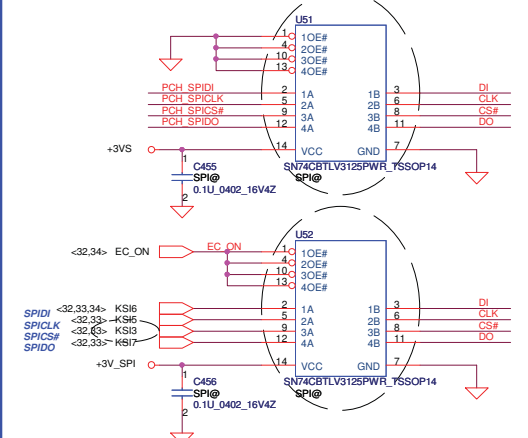 U51
1 1OE#
4 2OE#
10 3OE#
13 4OE#
PCH_SPIDI 2 1A 1B 3 DI
PCH_SPICLK 5 2A 2B 6 CLK
PCH_SPICS# 9 3A 3B 8 CS#
PCH_SPIDO 12 4A 4B 11 DO
+3VS 14 VCC GND 7
1 C455 SN74CBTLV3125PWR_TSSOP14
SPI@ SPI@
2 0.1U_0402_16V4Z
U52
<32,34> EC_ON EC_ON 1 1OE#
4 2OE#
10 3OE#
13 4OE#
SPIDI <32,33,34> KSI6 2 1A 1B 3 DI
SPICLK <32,33> KSI5 5 2A 2B 6 CLK
SPICS# <32,33> KSI3 9 3A 3B 8 CS#
SPIDO <32,33> KSI7 12 4A 4B 11 DO
+3V_SPI 14 VCC GND 7
1 C456 SN74CBTLV3125PWR_TSSOP14
SPI@ SPI@
2 0.1U_0402_16V4Z